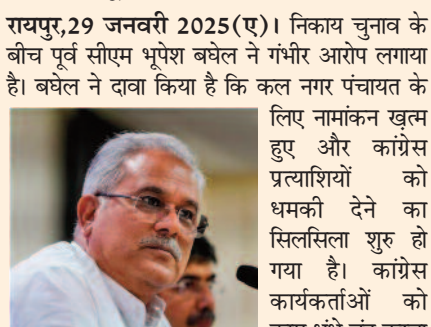 रायपुर,29 जनवरी 2025(ए)। निकाय चुनाव के
बीच पूर्व सीएम भूपेश बघेल ने गंभीर आरोप लगाया
है। बघेल ने दावा किया है कि कल नगर पंचायत के
लिए नामांकन ख़त्म
हुए और कांग्रेस
प्रत्याशियों को
धमकी देने का
सिलसिला शुरु हो
गया है। कांग्रेस
कार्यकर्ताओं को